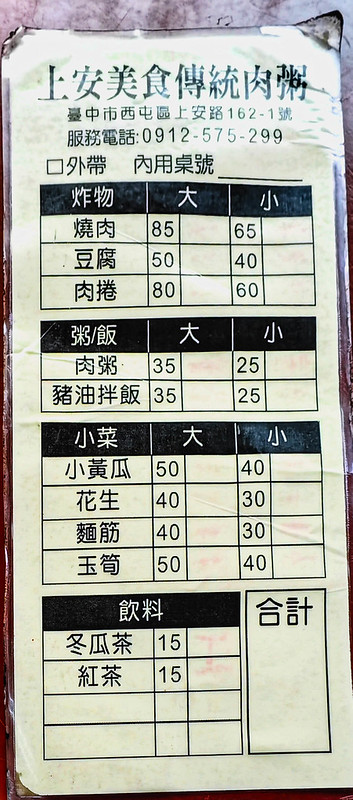 上安美食傳統肉粥
臺中市西屯區上安路162-1號
服務電話:0912-575-299
□外帶 內用桌號
炸物 大 小
燒肉 85 65
豆腐 50 40
肉捲 80 60
粥/飯 大 小
肉粥 35 25
豬油拌飯 35 25
小菜 大 小
小黃瓜 50 40
花生 40 30
麵筋 40 30
玉筍 50 40
飲料 合計
冬瓜茶 15
紅茶 15